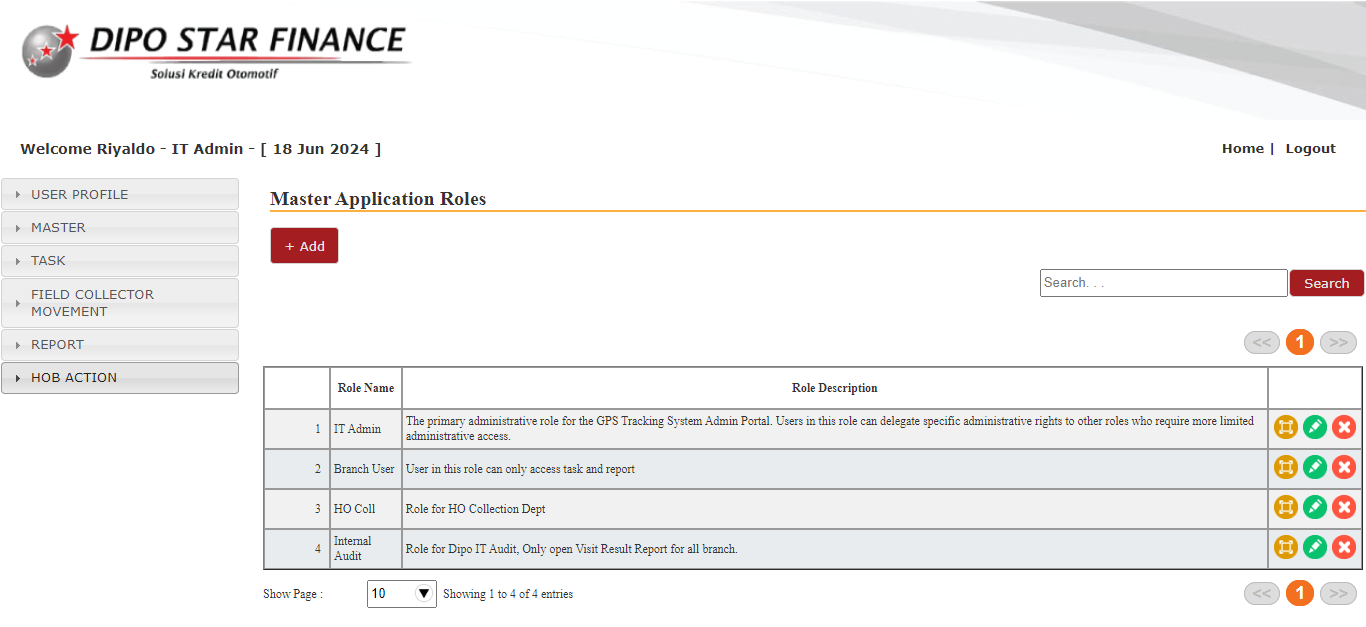 DIPO STAR FINANCE
Solusi Kredit Otomotif
Welcome Riyaldo - IT Admin - [ 18 Jun 2024 ]
Home | Logout
USER PROFILE
MASTER
TASK
FIELD COLLECTOR
MOVEMENT
REPORT
HOB ACTION
Master Application Roles
+ Add
Search. . .
Search
<< 1 >>
Role Name Role Description
1 IT Admin The primary administrative role for the GPS Tracking System Admin Portal. Users in this role can delegate specific administrative rights to other roles who require more limited
administrative access.
2 Branch User User in this role can only access task and report
3 HO Coll Role for HO Collection Dept
4 Internal
Audit Role for Dipo IT Audit, Only open Visit Result Report for all branch.
Show Page : 10 Showing 1 to 4 of 4 entries
<< 1 >>